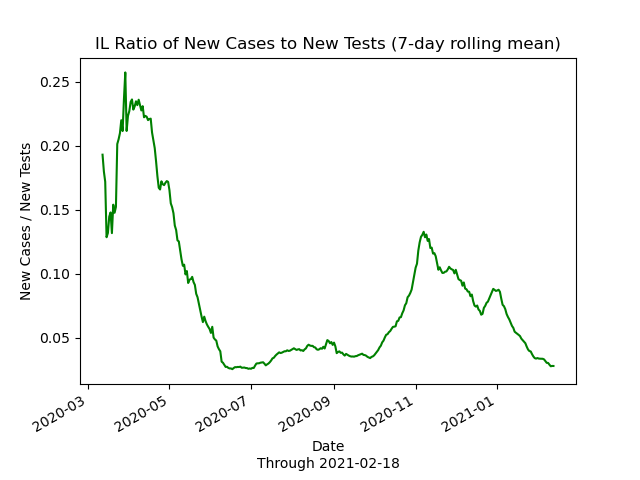 IL Ratio of New Cases to New Tests (7-day rolling mean)
New Cases / New Tests
0.25
0.20
0.15
0.10
0.05
2020-03
2020-05
2020-07
2020-09
2020-11
2021-01
Date
Through 2021-02-18